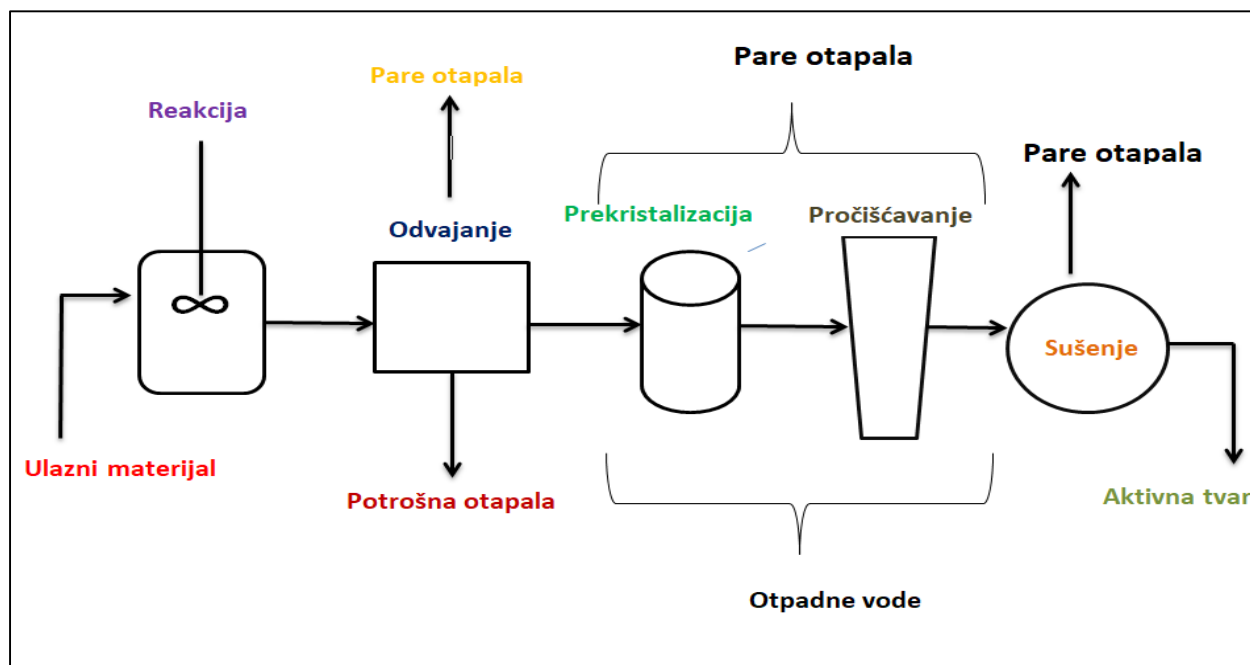 Pare otapala
Pare otapala
Reakcija
Pare otapala
Prekristalizacija
Pročišćavanje
Odvajanje
Sušenje
Ulazni materijal
Potrošna otapala
Aktivna tvar
Otpadne vode